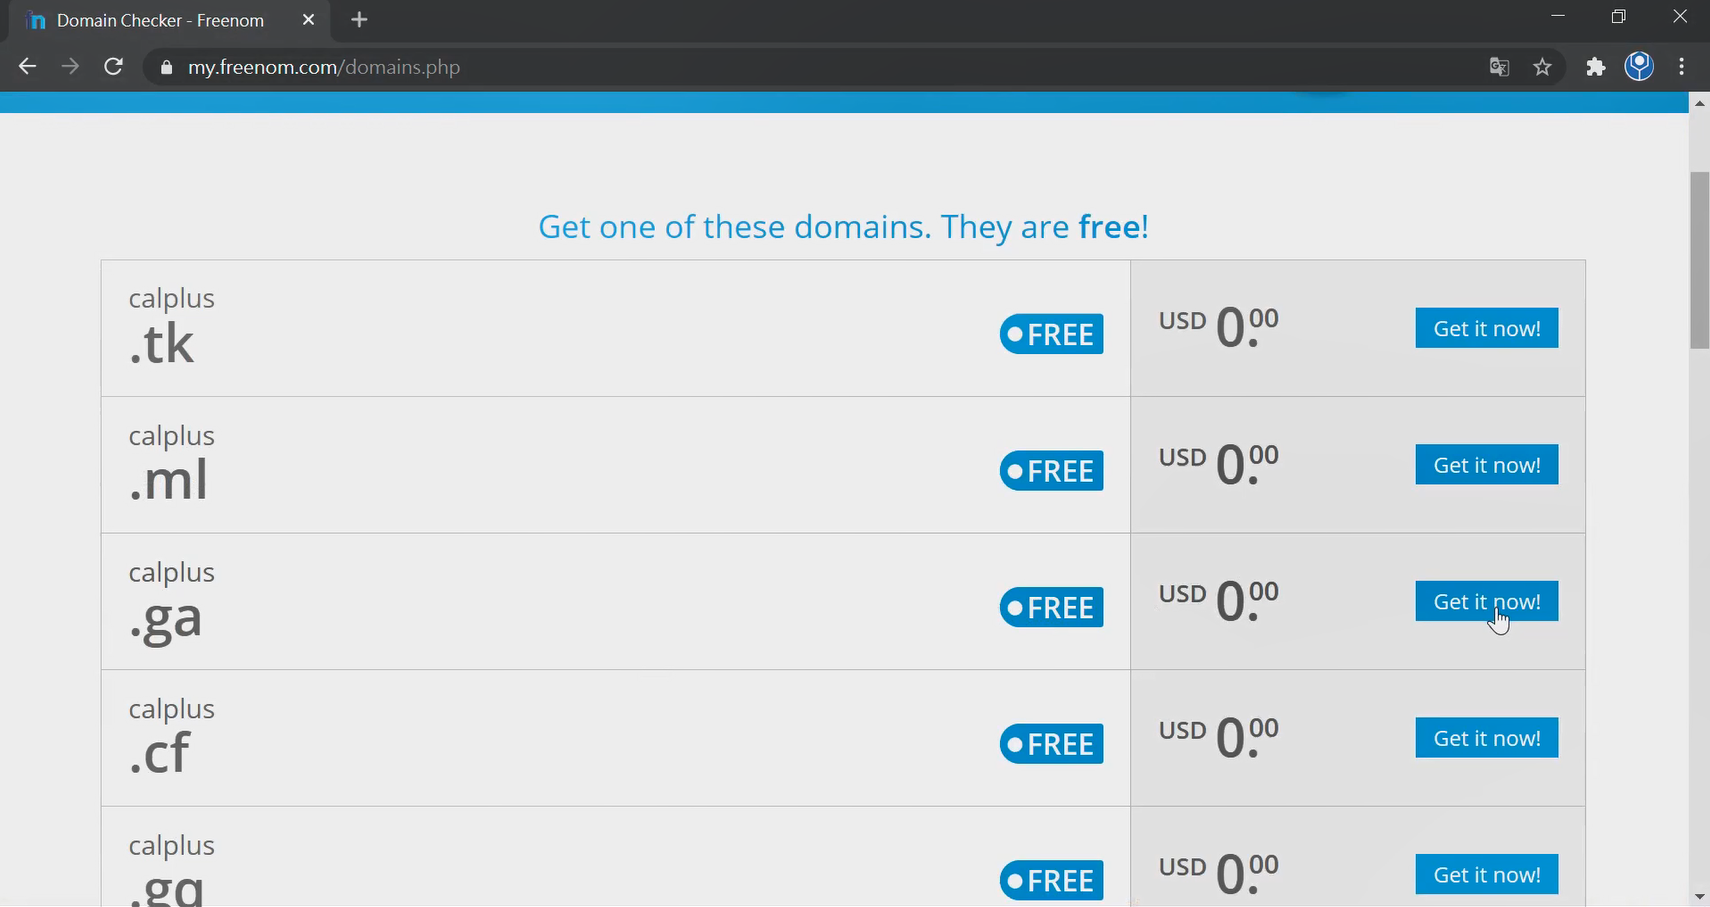 Domain Checker - Freenom
my.freenom.com/domains.php
Get one of these domains. They are free!
calplus
.tk
FREE
USD 0.00
Get it now!
calplus
.ml
FREE
USD 0.00
Get it now!
calplus
.ga
FREE
USD 0.00
Get it now!
calplus
.cf
FREE
USD 0.00
Get it now!
calplus
.gq
FREE
USD 0.00
Get it now!